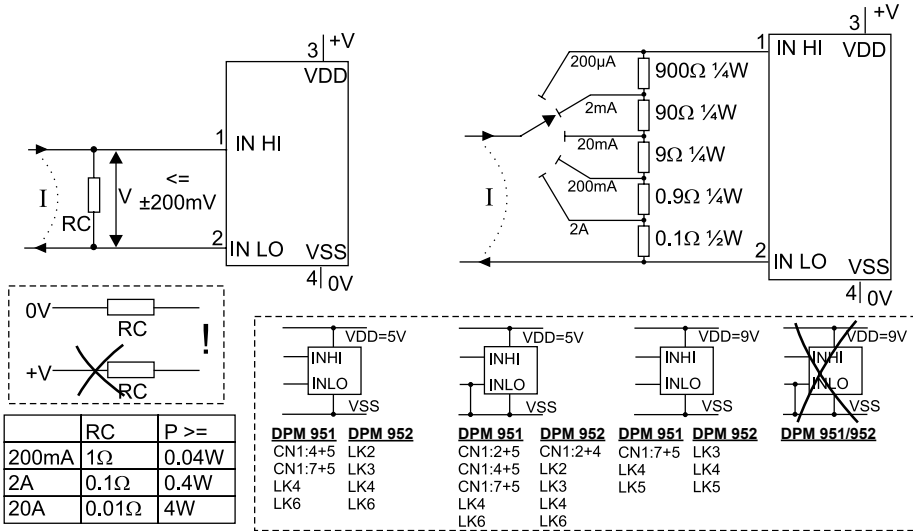 3 +V
VDD
1 IN HI
I
RC
V
<=
±200mV
2 IN LO
VSS
4 0V
3 +V
1 IN HI VDD
200µA
900Ω ¼W
2mA
90Ω ¼W
20mA
9Ω ¼W
200mA
0.9Ω ¼W
2A
0.1Ω ½W
I
2 IN LO
VSS
4 0V
0V
RC
!
+V
RC
RC P >=
200mA 1Ω 0.04W
2A 0.1Ω 0.4W
20A 0.01Ω 4W
VDD=5V
INHI
INLO
VSS
DPM 951 DPM 952
CN1:4+5 LK2
CN1:7+5 LK3
LK4 LK4
LK6 LK6
VDD=5V
INHI
INLO
VSS
DPM 951 DPM 952
CN1:2+5 CN1:2+4
CN1:4+5 LK2
CN1:7+5 LK3
LK4 LK4
LK6 LK6
VDD=9V
INHI
INLO
VSS
DPM 951 DPM 952
CN1:7+5 LK3
LK4 LK4
LK5 LK5
VDD=9V
INHI
INLO
VSS
DPM 951/952